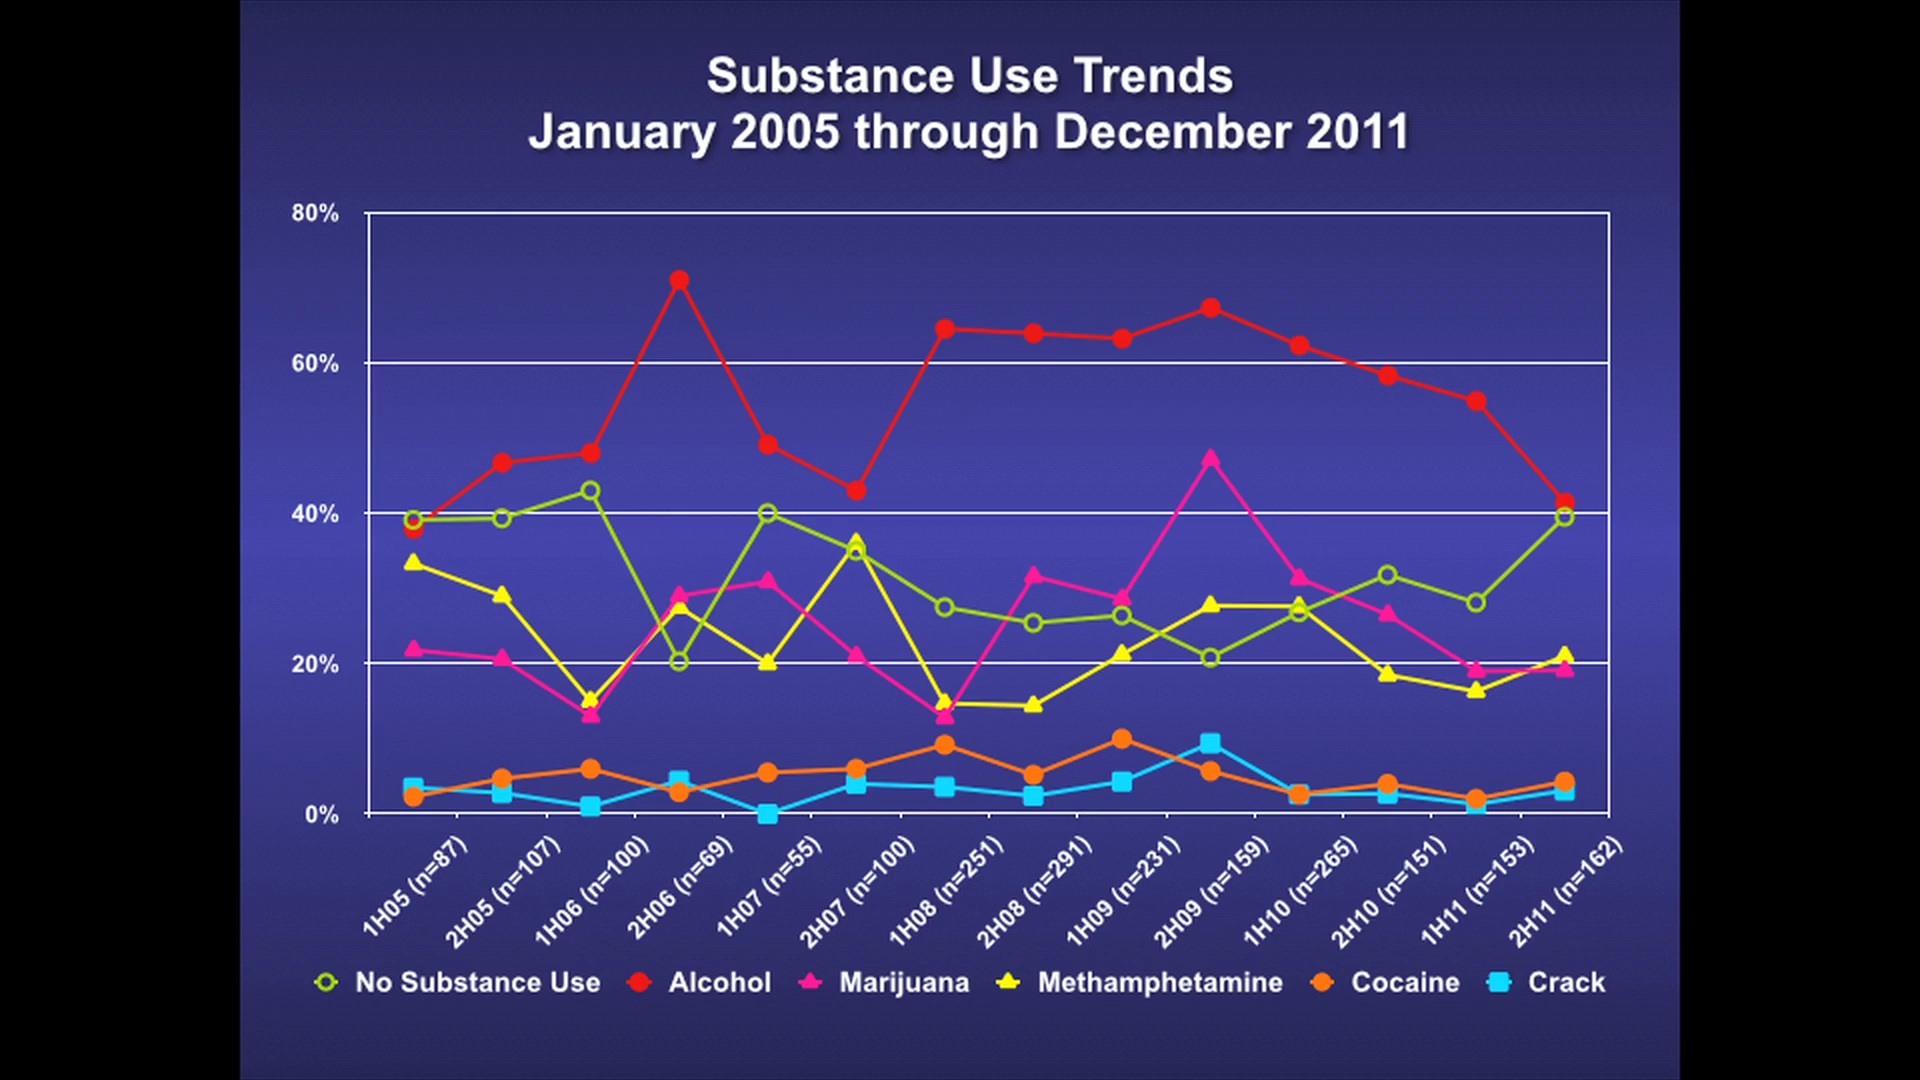 Substance Use Trends
January 2005 through December 2011
80%
60%
40%
20%
0%
1H05 (n=87)
2H05 (n=107)
1H06 (n=100)
2H06 (n=69)
1H07 (n=55)
2H07 (n=100)
1H08 (n=251)
2H08 (n=291)
1H09 (n=231)
2H09 (n=159)
1H10 (n=265)
2H10 (n=151)
1H11 (n=153)
2H11 (n=162)
No Substance Use Alcohol Marijuana Methamphetamine Cocaine Crack